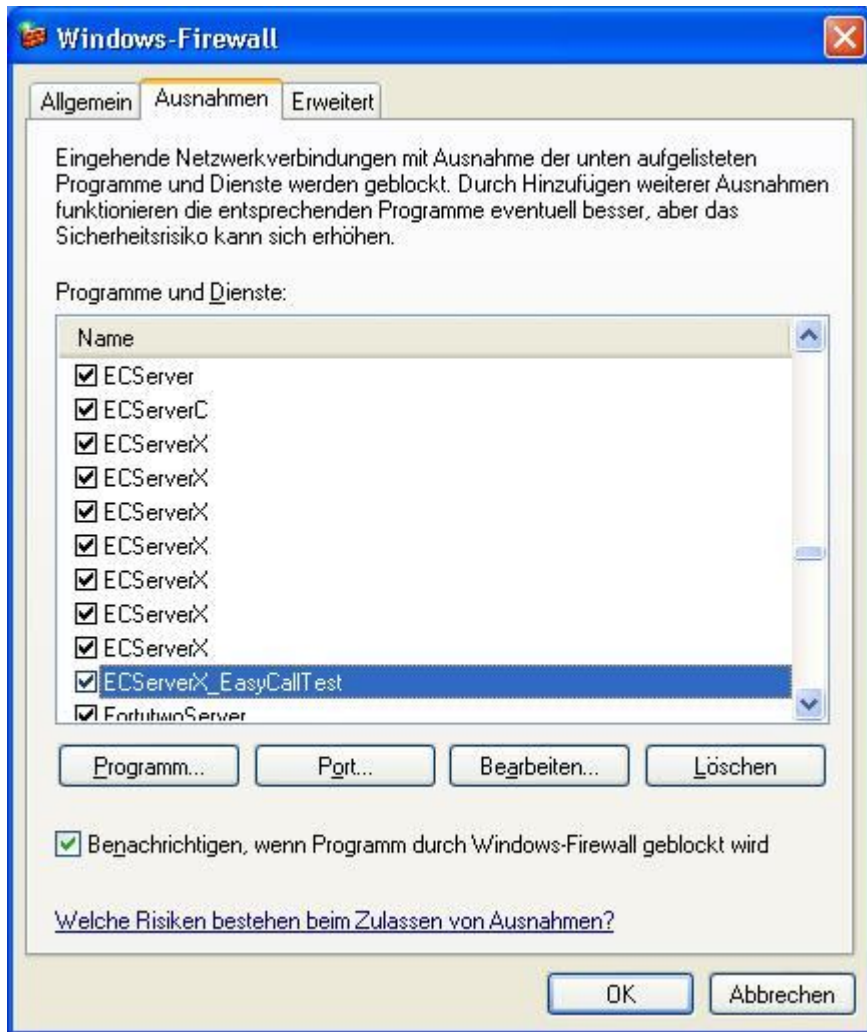 Windows-Firewall
Allgemein Ausnahmen Erweitert
Eingehende Netzwerkverbindungen mit Ausnahme der unten aufgelisteten
Programme und Dienste werden geblockt. Durch Hinzufügen weiterer Ausnahmen
funktionieren die entsprechenden Programme eventuell besser, aber das
Sicherheitsrisiko kann sich erhöhen.
Programme und Dienste:
Name
ECServer
ECServerC
ECServerX
ECServerX
ECServerX
ECServerX
ECServerX
ECServerX
ECServerX
ECServerX_EasyCallTest
FortutwoServer
Programm... Port... Bearbeiten... Löschen
Benachrichtigen, wenn Programm durch Windows-Firewall geblockt wird
Welche Risiken bestehen beim Zulassen von Ausnahmen?
OK Abbrechen